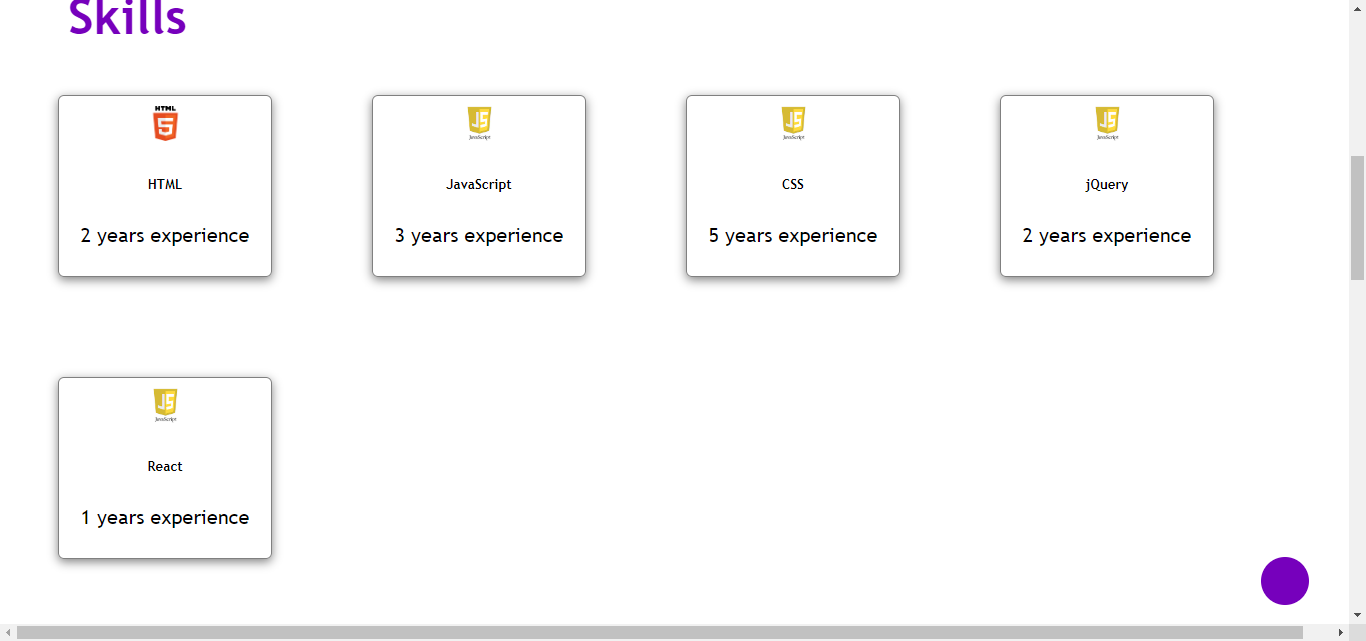 Skills
HTML
5
HTML
2 years experience
JS
JavaScript
JavaScript
3 years experience
JS
JavaScript
CSS
5 years experience
JS
JavaScript
jQuery
2 years experience
JS
JavaScript
React
1 years experience